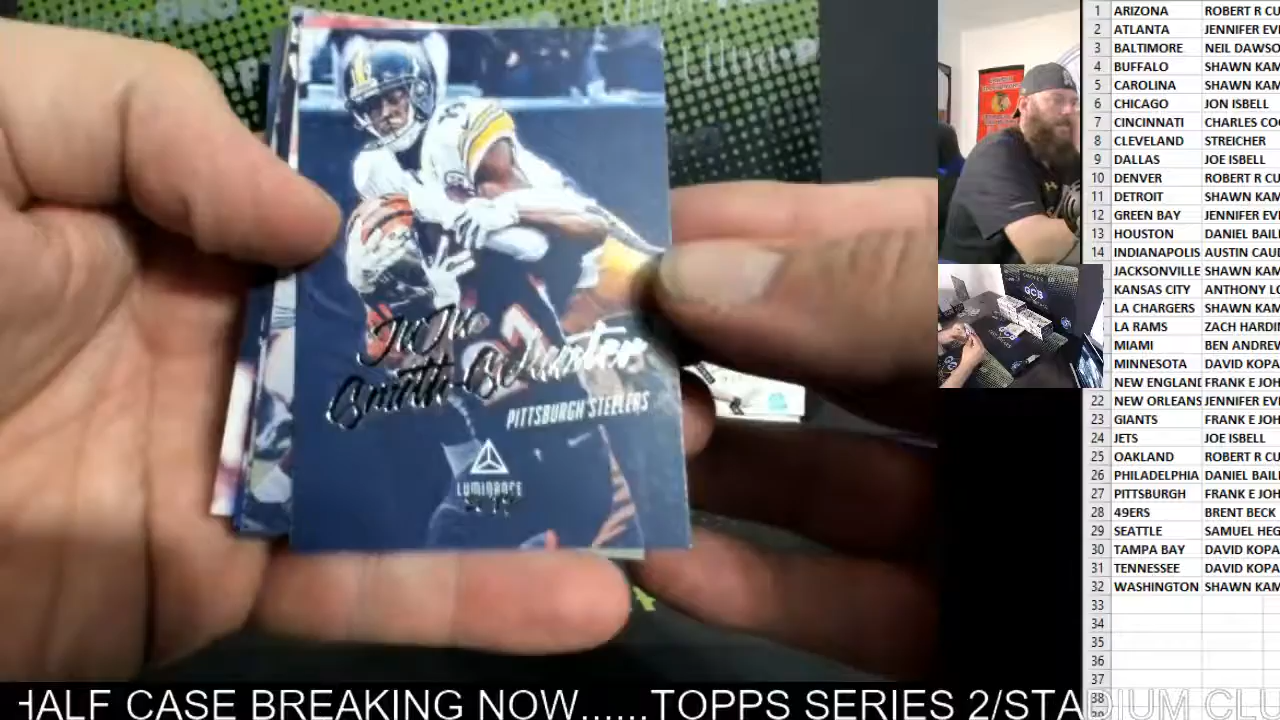 JuJu
Smith-Schuster
PITTSBURGH STEELERS
LUMINANCE
1 ARIZONA ROBERT R CU
2 ATLANTA JENNIFER EV
3 BALTIMORE NEIL DAWSO
4 BUFFALO SHAWN KAM
5 CAROLINA SHAWN KAM
6 CHICAGO JON ISBELL
7 CINCINNATI CHARLES COO
8 CLEVELAND STREICHER
9 DALLAS JOE ISBELL
10 DENVER ROBERT R CU
11 DETROIT SHAWN KAM
12 GREEN BAY JENNIFER EV
13 HOUSTON DANIEL BAIL
14 INDIANAPOLIS AUSTIN CAUL
JACKSONVILLE SHAWN KAM
KANSAS CITY ANTHONY LO
LA CHARGERS SHAWN KAM
LA RAMS ZACH HARDI
MIAMI BEN ANDREW
MINNESOTA DAVID KOPA
NEW ENGLAND FRANK E JOH
22 NEW ORLEANS JENNIFER EV
23 GIANTS FRANK E JOH
24 JETS JOE ISBELL
25 OAKLAND ROBERT R CU
26 PHILADELPHIA DANIEL BAIL
27 PITTSBURGH FRANK E JOH
28 49ERS BRENT BECK
29 SEATTLE SAMUEL HEG
30 TAMPA BAY DAVID KOPA
31 TENNESSEE DAVID KOPA
32 WASHINGTON SHAWN KAM
33
34
35
36
37
38
GCB
HALF CASE BREAKING NOW......TOPPS SERIES 2/STADIUM CLU